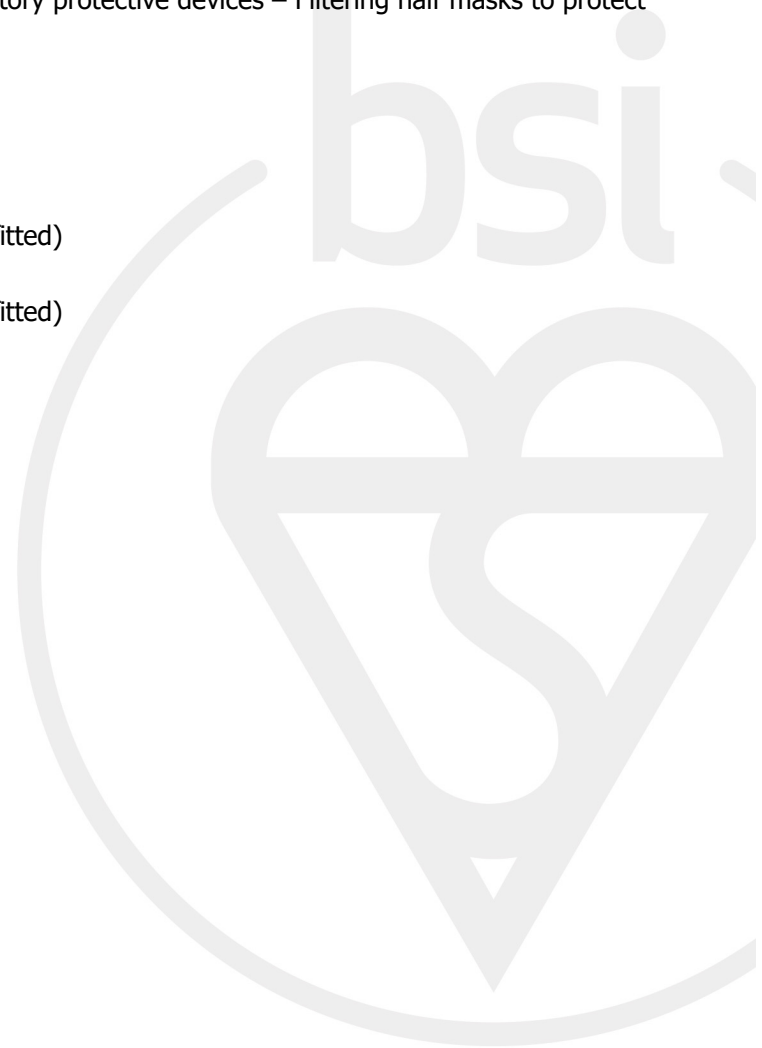 tory protective devices – Filtering half masks to protect
bsi
itted)
itted)